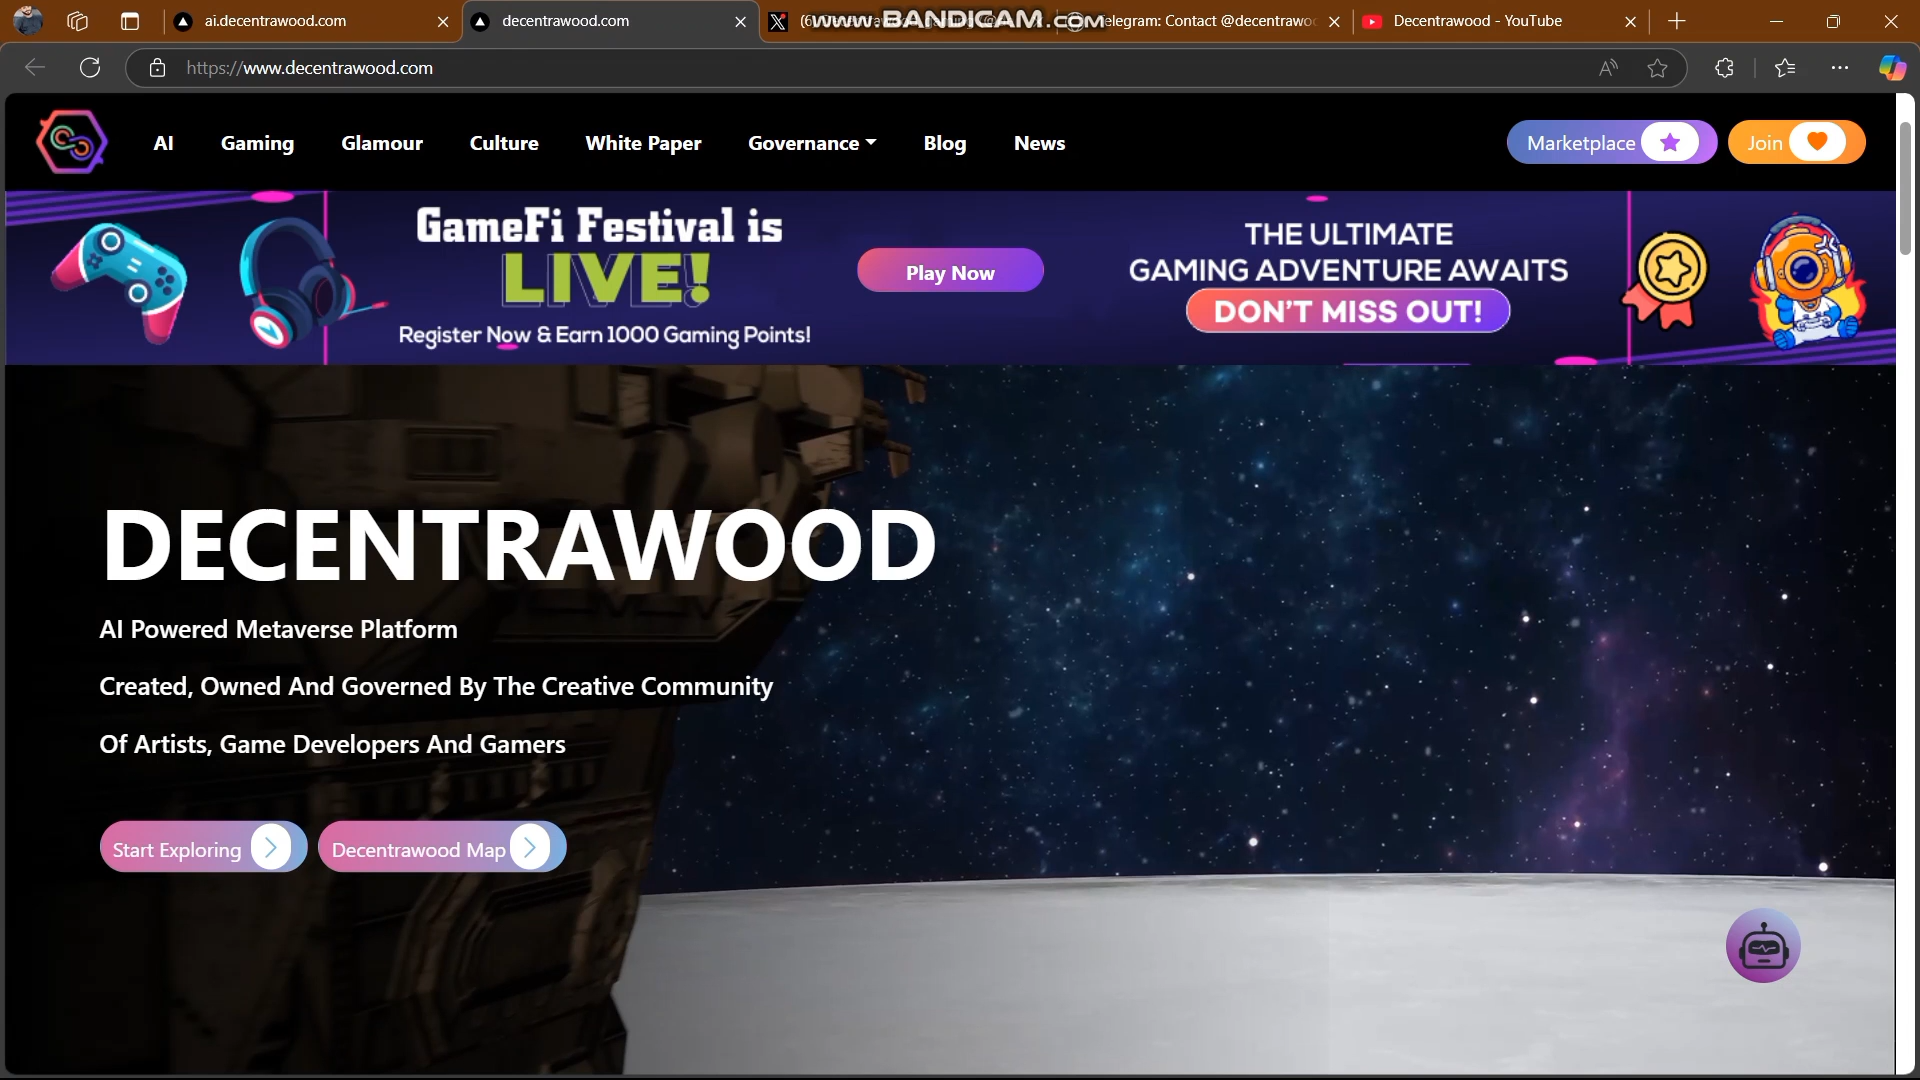 ai.decentrawood.com
decentrawood.com
WWW.BANDICAM.COM
Telegram: Contact @decentrawoo
Decentrawood - YouTube
https://www.decentrawood.com
AI
Gaming
Glamour
Culture
White Paper
Governance
Blog
News
Marketplace
Join
GameFi Festival is
LIVE!
Register Now & Earn 1000 Gaming Points!
Play Now
THE ULTIMATE
GAMING ADVENTURE AWAITS
DON'T MISS OUT!
DECENTRAWOOD
AI Powered Metaverse Platform
Created, Owned And Governed By The Creative Community
Of Artists, Game Developers And Gamers
Start Exploring
Decentrawood Map